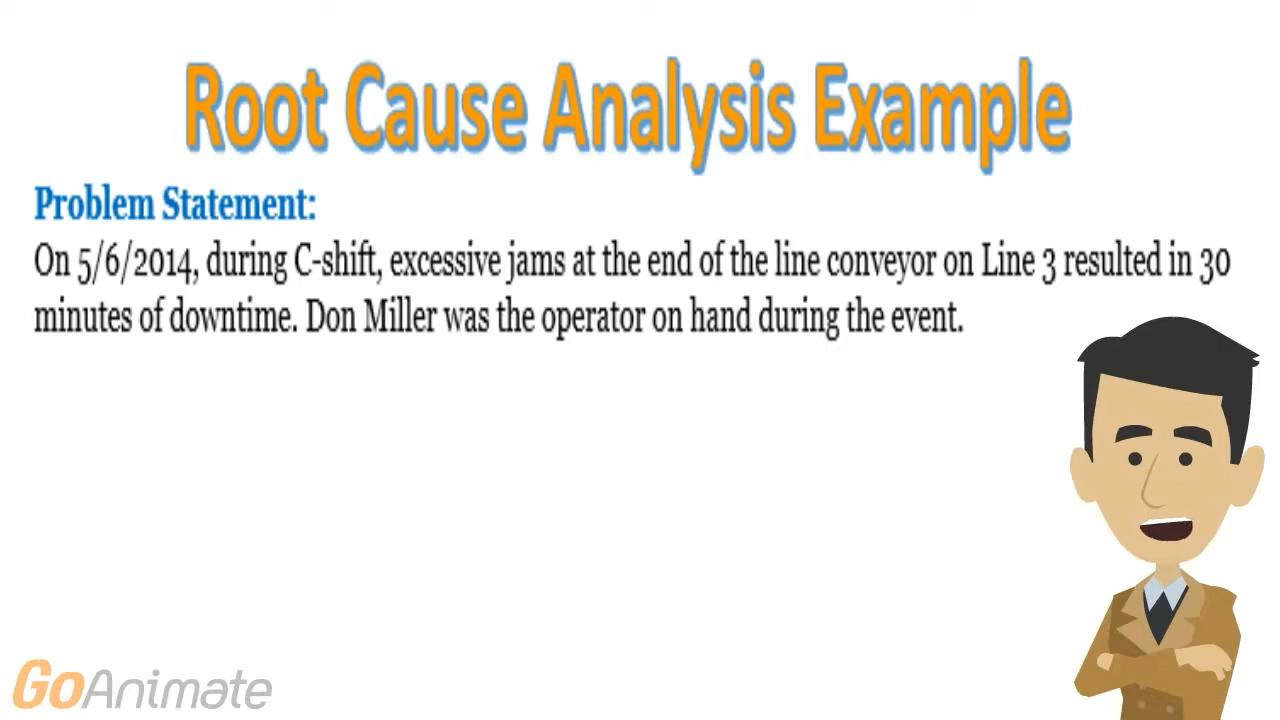 Root Cause Analysis Example
Problem Statement:
On 5/6/2014, during C-shift, excessive jams at the end of the line conveyor on Line 3 resulted in 30
minutes of downtime. Don Miller was the operator on hand during the event.
GoAnimate